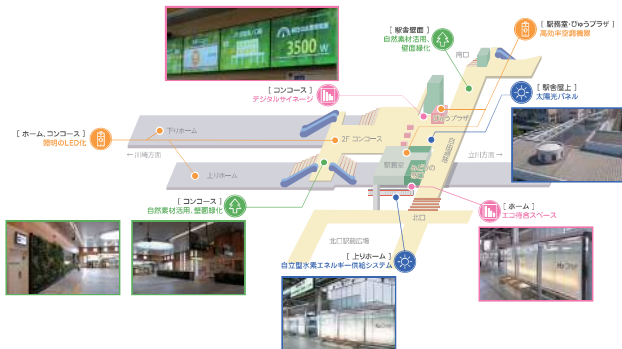 3500 W
[ 駅舎壁面 ]
自然素材活用、
壁面緑化
[ 駅務室・びゅうプラザ ]
高効率空調機器
南口
[ コンコース ]
デジタルサイネージ
[ 駅舎屋上 ]
太陽光パネル
びゅうプラザ
自由通路
[ ホーム、コンコース ]
照明のLED化
下りホーム
2F コンコース
← 川崎方面
立川方面 →
駅務室
上りホーム
[ コンコース ]
自然素材活用、壁面緑化
[ ホーム ]
エコ待合スペース
北口
北口駅前広場
[ 上りホーム ]
自立型水素エネルギー供給システム